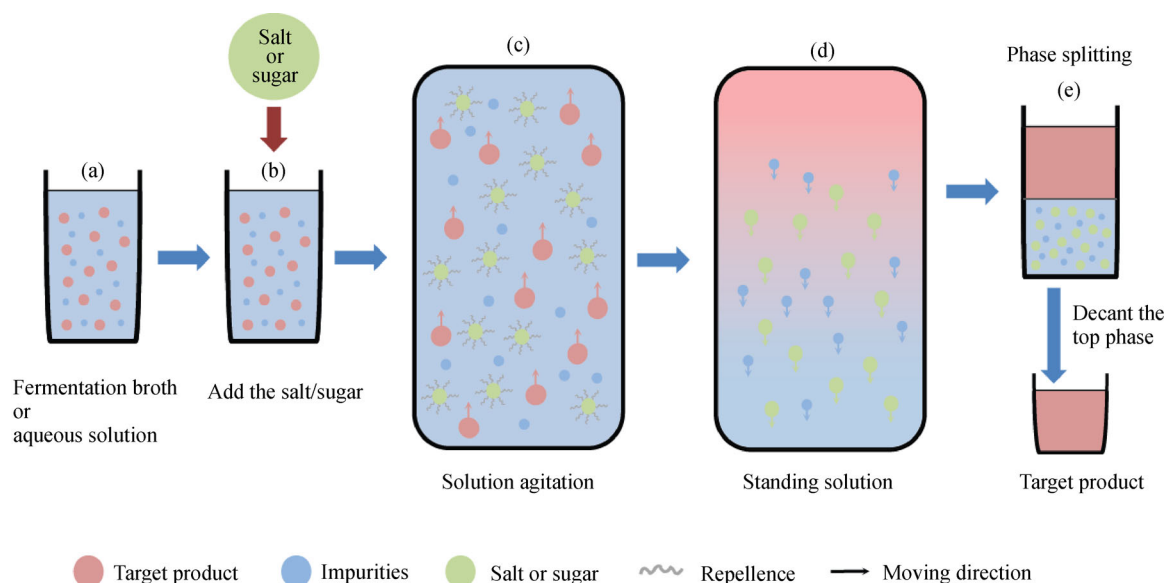 Salt
or
sugar
(a)
(b)
(c)
(d)
Phase splitting
(e)
Fermentation broth
or
aqueous solution
Add the salt/sugar
Solution agitation
Standing solution
Decant the
top phase
Target product
Target product
Impurities
Salt or sugar
Repellence
Moving direction